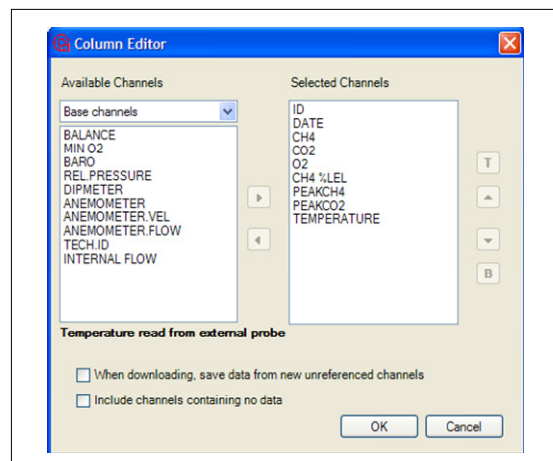 Column Editor
Available Channels
Base channels
BALANCE
MIN O2
BARO
REL.PRESSURE
DIPMETER
ANEMOMETER
ANEMOMETER.VEL
ANEMOMETER.FLOW
TECH.ID
INTERNAL FLOW
Selected Channels
ID
DATE
CH4
CO2
O2
CH4 %LEL
PEAKCH4
PEAKCO2
TEMPERATURE
T
B
Temperature read from external probe
When downloading, save data from new unreferenced channels
Include channels containing no data
OK Cancel